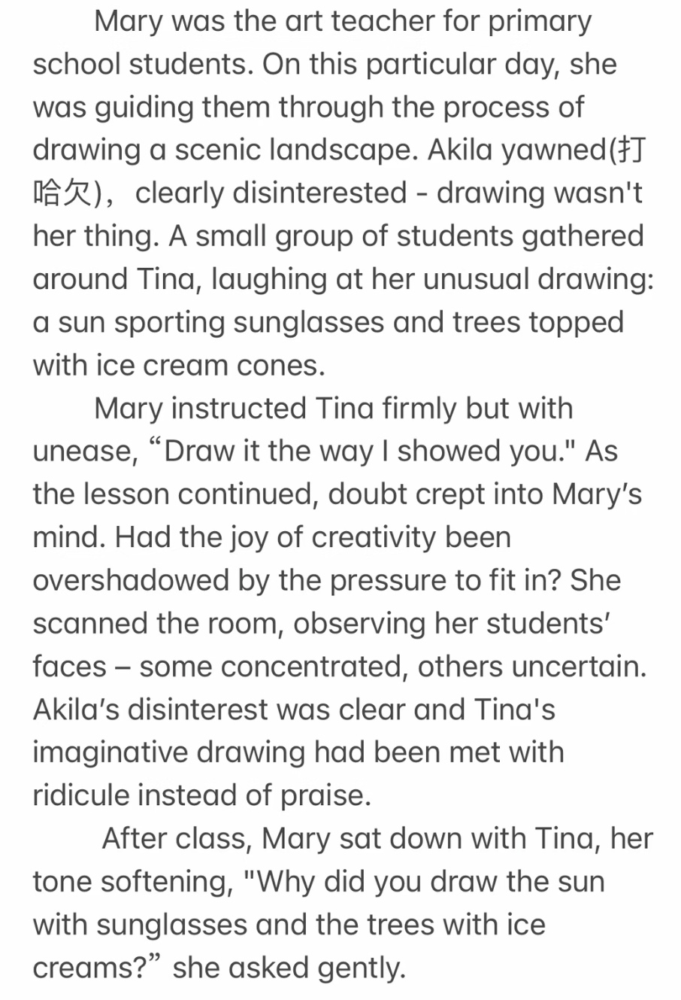 Mary was the art teacher for primary
school students. On this particular day, she
was guiding them through the process of
drawing a scenic landscape. Akila yawned(打
哈欠)，clearly disinterested - drawing wasn't
her thing. A small group of students gathered
around Tina, laughing at her unusual drawing:
a sun sporting sunglasses and trees topped
with ice cream cones.
Mary instructed Tina firmly but with
unease, “Draw it the way I showed you." As
the lesson continued, doubt crept into Mary’s
mind. Had the joy of creativity been
overshadowed by the pressure to fit in? She
scanned the room, observing her students’
faces – some concentrated, others uncertain.
Akila’s disinterest was clear and Tina's
imaginative drawing had been met with
ridicule instead of praise.
After class, Mary sat down with Tina, her
tone softening, "Why did you draw the sun
with sunglasses and the trees with ice
creams?” she asked gently.